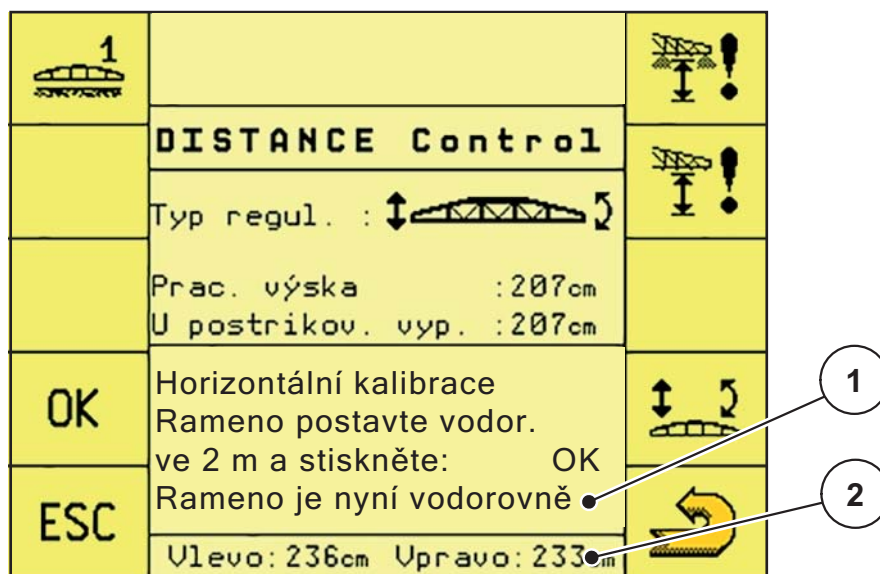 1
DISTANCE Control
Typ regul. :
Prac. výska :207cm
U postrikov. vyp. :207cm
Horizontální kalibrace
Rameno postavte vodor.
ve 2 m a stiskněte: OK
Rameno je nyní vodorovně
Vlevo:236cm Vpravo:233cm
OK
ESC
1
2